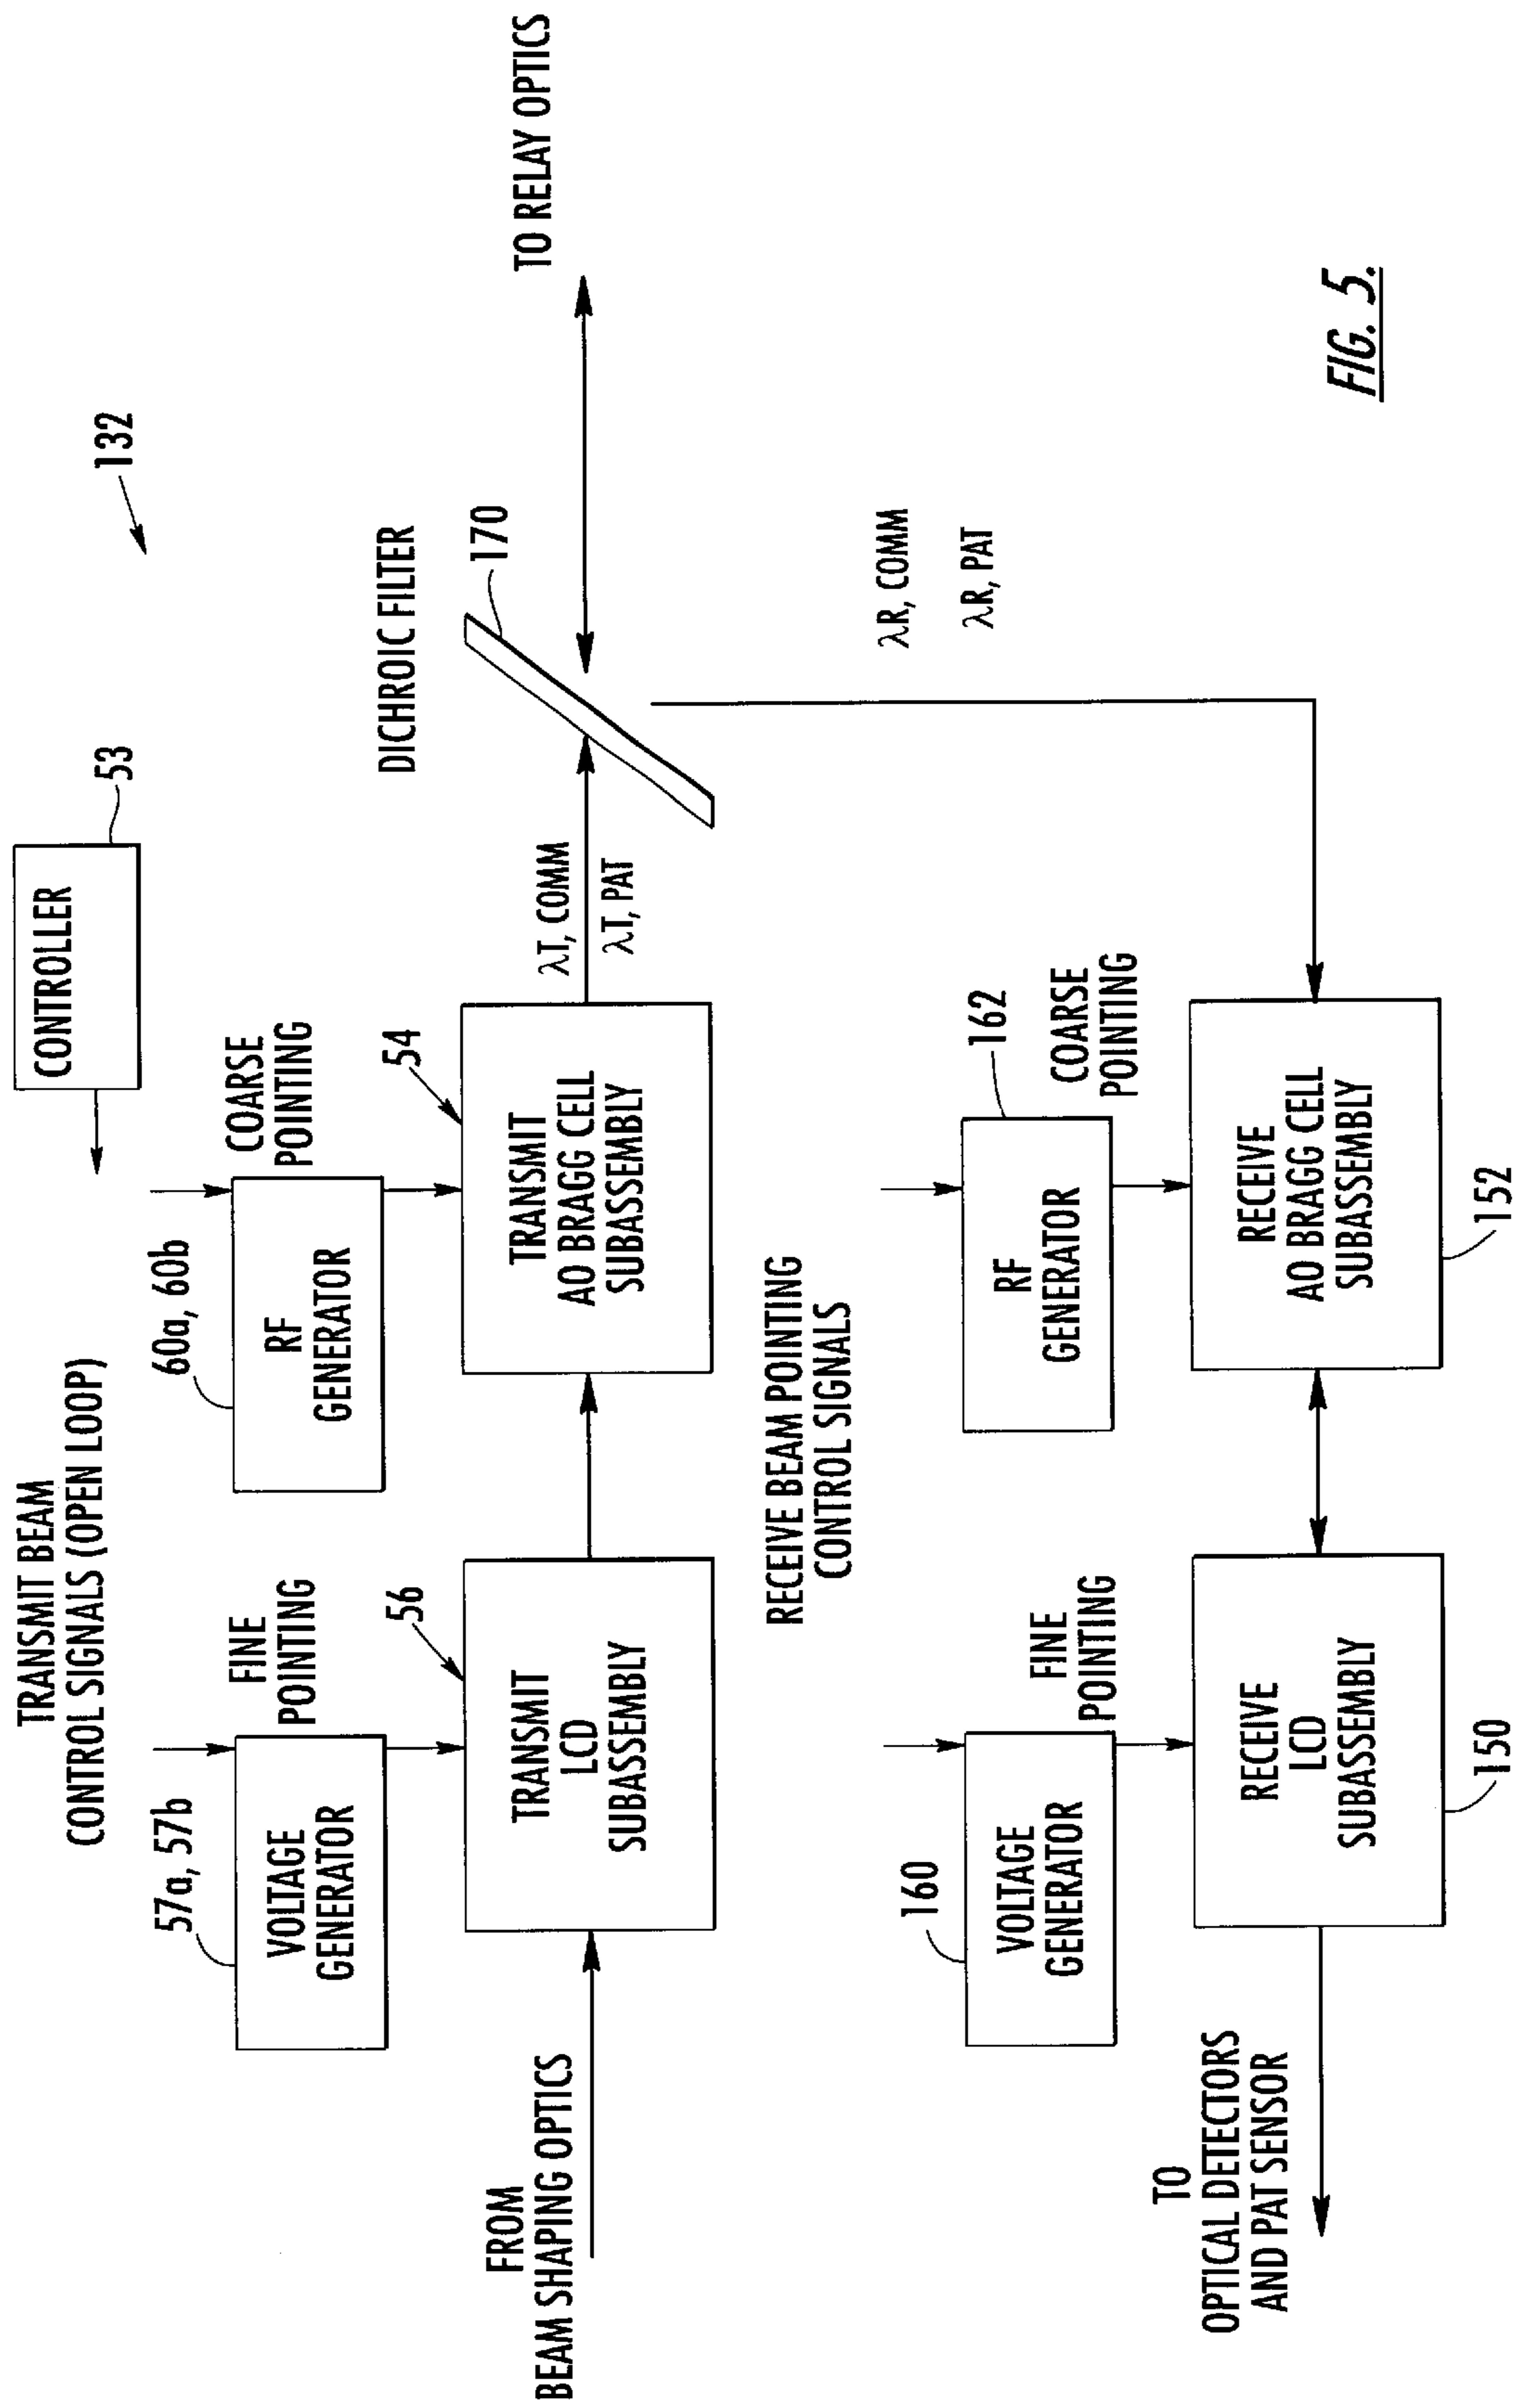 TRANSMIT BEAM
CONTROL SIGNALS (OPEN LOOP)
CONTROLLER
53
132
57a, 57b
FINE
POINTING
60a, 60b
COARSE
POINTING
VOLTAGE
GENERATOR
RF
GENERATOR
DICHROIC FILTER
170
56
54
FROM
BEAM SHAPING OPTICS
TRANSMIT
LCD
SUBASSEMBLY
TRANSMIT
AO BRAGG CELL
SUBASSEMBLY
λT, COMM
λT, PAT
TO RELAY OPTICS
RECEIVE BEAM POINTING
CONTROL SIGNALS
λR, COMM
λR, PAT
160
FINE
POINTING
162
COARSE
POINTING
VOLTAGE
GENERATOR
RF
GENERATOR
TO
OPTICAL DETECTORS
AND PAT SENSOR
RECEIVE
LCD
SUBASSEMBLY
RECEIVE
AO BRAGG CELL
SUBASSEMBLY
150
152
FIG. 5.